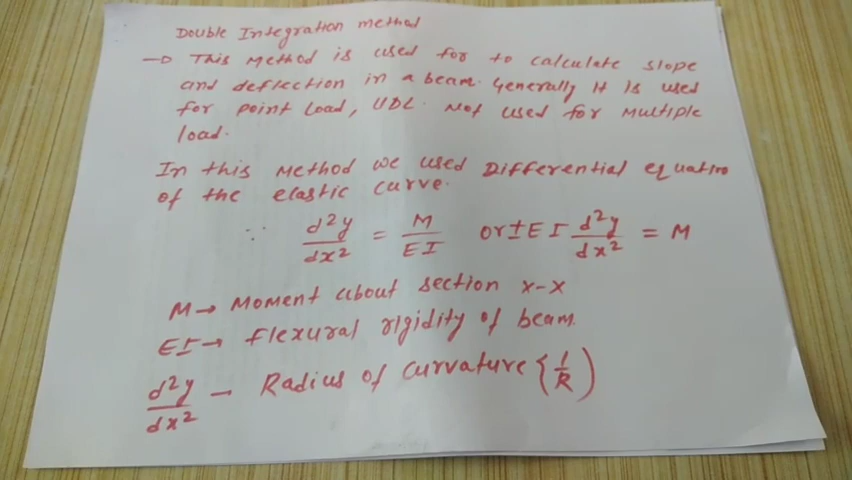 Double Integration method
→ This method is used for to calculate slope
and deflection in a beam. Generally it is used
for point load, UDL. Not used for multiple
load.
In this method we used Differential equation
of the elastic curve.
∵ d²y/dx² = M/EI or ± EI d²y/dx² = M
M → Moment about section x-x
EI → flexural rigidity of beam.
d²y/dx² – Radius of curvature {1/R)